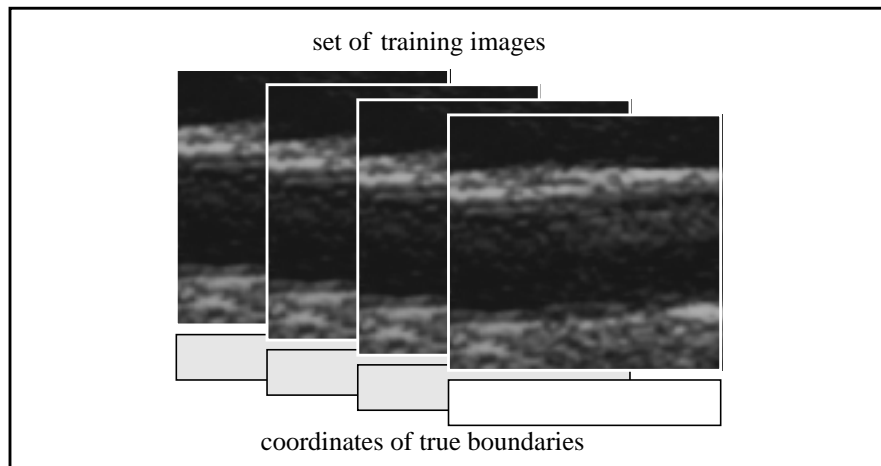 set of training images
coordinates of true boundaries